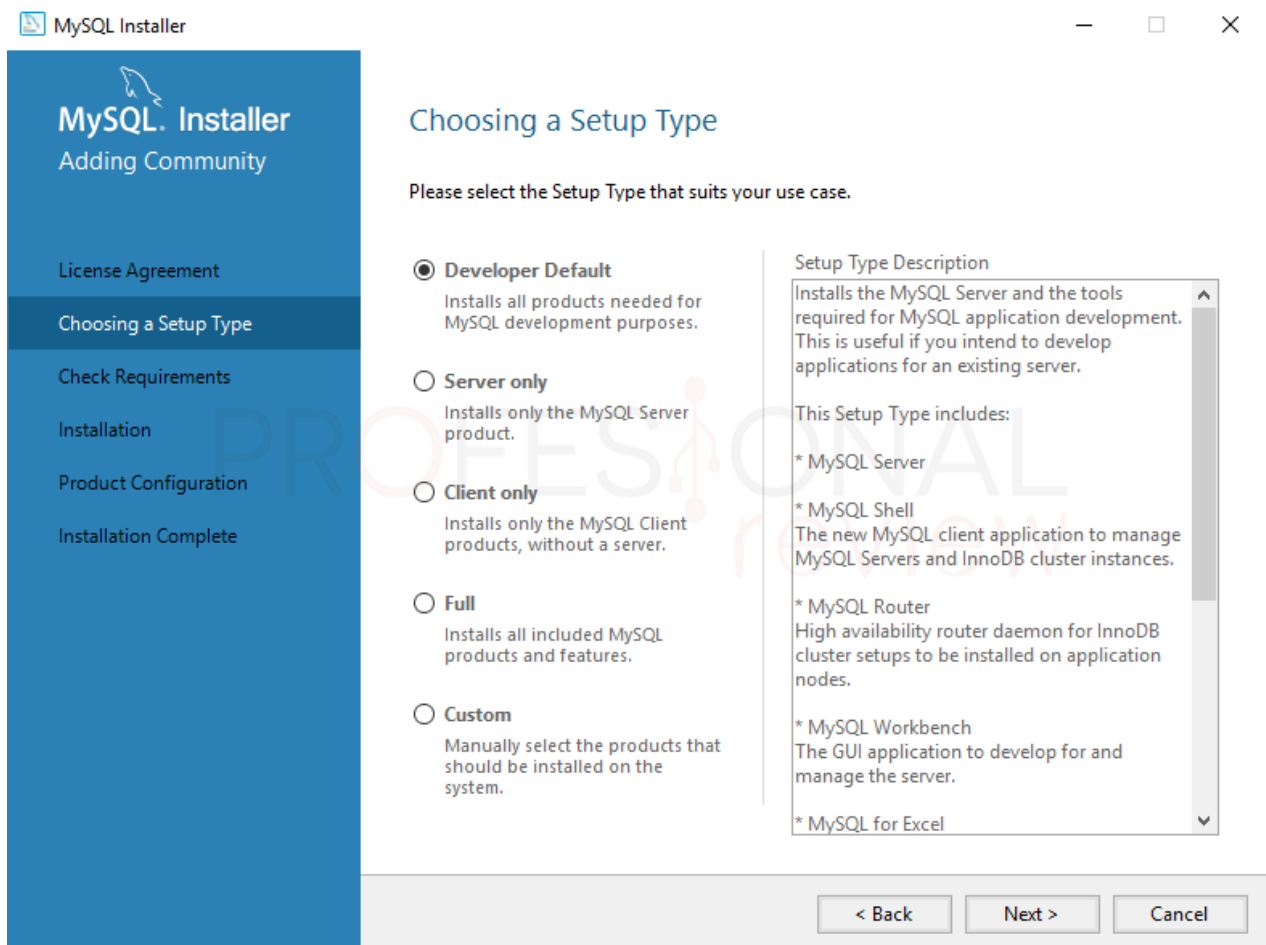 MySQL Installer
MySQL. Installer
Adding Community
License Agreement
Choosing a Setup Type
Check Requirements
Installation
Product Configuration
Installation Complete
Choosing a Setup Type
Please select the Setup Type that suits your use case.
Developer Default
Installs all products needed for
MySQL development purposes.
Server only
Installs only the MySQL Server
product.
Client only
Installs only the MySQL Client
products, without a server.
Full
Installs all included MySQL
products and features.
Custom
Manually select the products that
should be installed on the
system.
Setup Type Description
Installs the MySQL Server and the tools
required for MySQL application development.
This is useful if you intend to develop
applications for an existing server.
This Setup Type includes:
* MySQL Server
* MySQL Shell
The new MySQL client application to manage
MySQL Servers and InnoDB cluster instances.
* MySQL Router
High availability router daemon for InnoDB
cluster setups to be installed on application
nodes.
* MySQL Workbench
The GUI application to develop for and
manage the server.
* MySQL for Excel
PROFESIONAL
review
< Back
Next >
Cancel